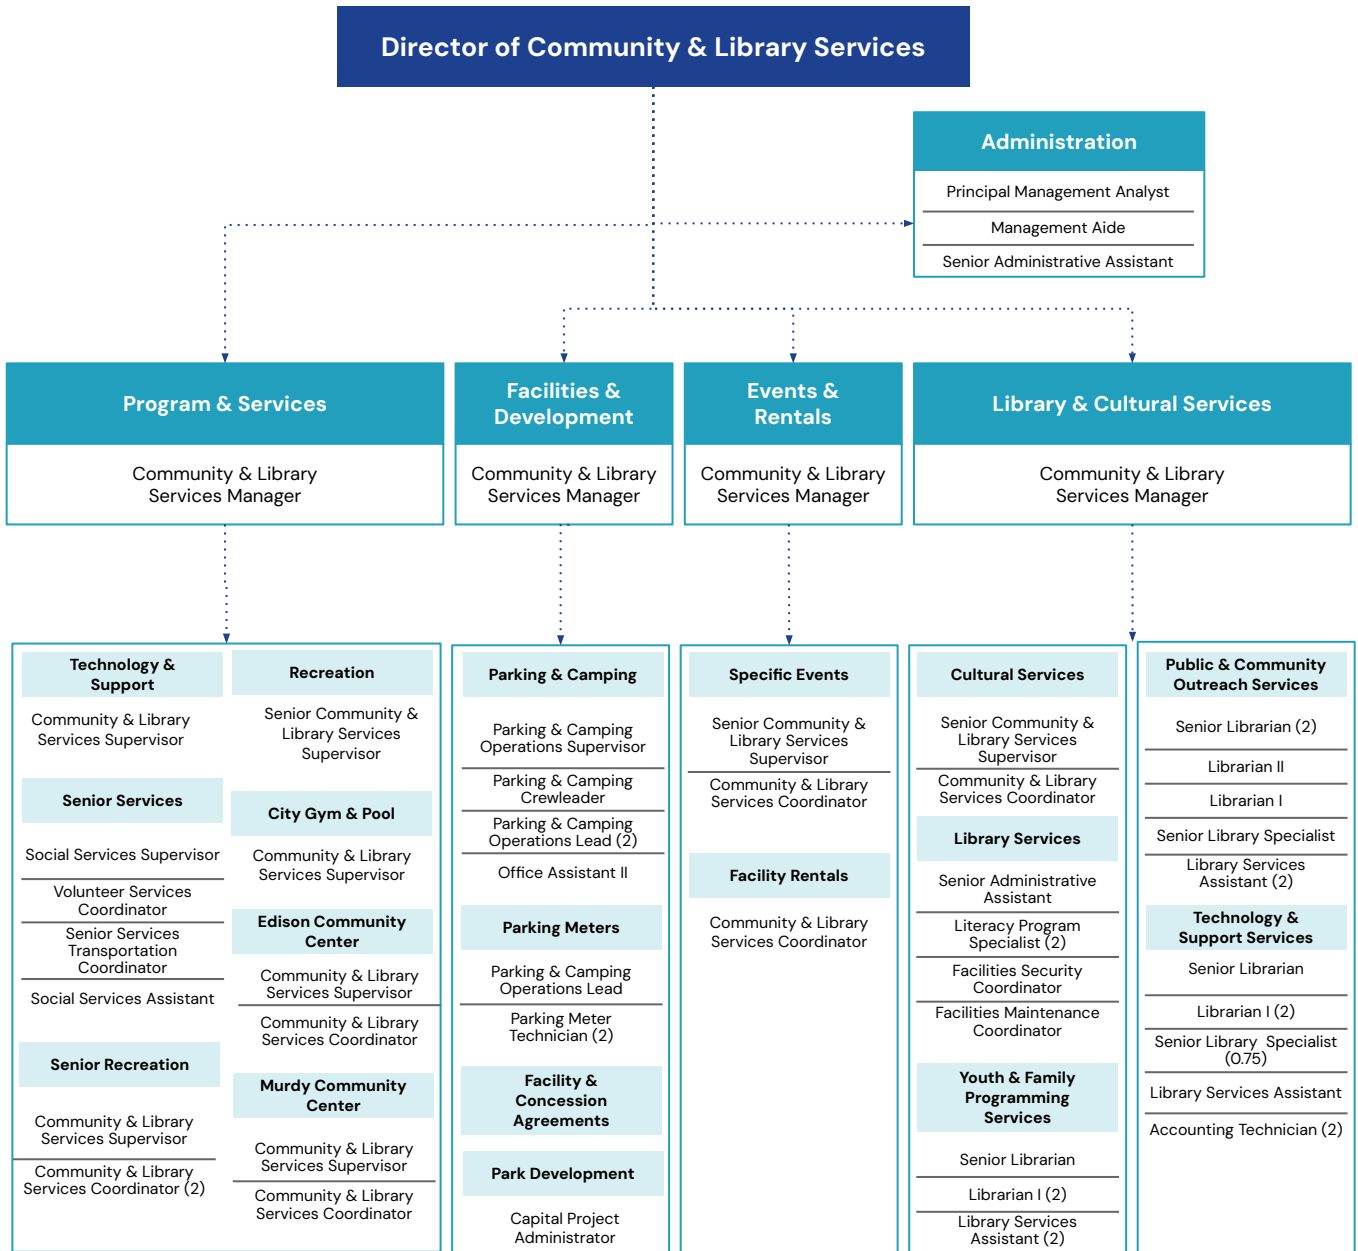 Director of Community & Library Services
Administration
Principal Management Analyst
Management Aide
Senior Administrative Assistant
Program & Services
Community & Library
Services Manager
Facilities &
Development
Community & Library
Services Manager
Events &
Rentals
Community & Library
Services Manager
Library & Cultural Services
Community & Library
Services Manager
Technology &
Support
Community & Library
Services Supervisor
Senior Services
Social Services Supervisor
Volunteer Services
Coordinator
Senior Services
Transportation
Coordinator
Social Services Assistant
Senior Recreation
Community & Library
Services Supervisor
Community & Library
Services Coordinator (2)
Recreation
Senior Community &
Library Services
Supervisor
City Gym & Pool
Community & Library
Services Supervisor
Edison Community
Center
Community & Library
Services Supervisor
Community & Library
Services Coordinator
Murdy Community
Center
Community & Library
Services Supervisor
Community & Library
Services Coordinator
Parking & Camping
Parking & Camping
Operations Supervisor
Parking & Camping
Crewleader
Parking & Camping
Operations Lead (2)
Office Assistant II
Parking Meters
Parking & Camping
Operations Lead
Parking Meter
Technician (2)
Facility &
Concession
Agreements
Park Development
Capital Project
Administrator
Specific Events
Senior Community &
Library Services
Supervisor
Community & Library
Services Coordinator
Facility Rentals
Community & Library
Services Coordinator
Cultural Services
Senior Community &
Library Services
Supervisor
Community & Library
Services Coordinator
Library Services
Senior Administrative
Assistant
Literacy Program
Specialist (2)
Facilities Security
Coordinator
Facilities Maintenance
Coordinator
Youth & Family
Programming
Services
Senior Librarian
Librarian I (2)
Library Services
Assistant (2)
Public & Community
Outreach Services
Senior Librarian (2)
Librarian II
Librarian I
Senior Library Specialist
Library Services
Assistant (2)
Technology &
Support Services
Senior Librarian
Librarian I (2)
Senior Library Specialist
(0.75)
Library Services Assistant
Accounting Technician (2)